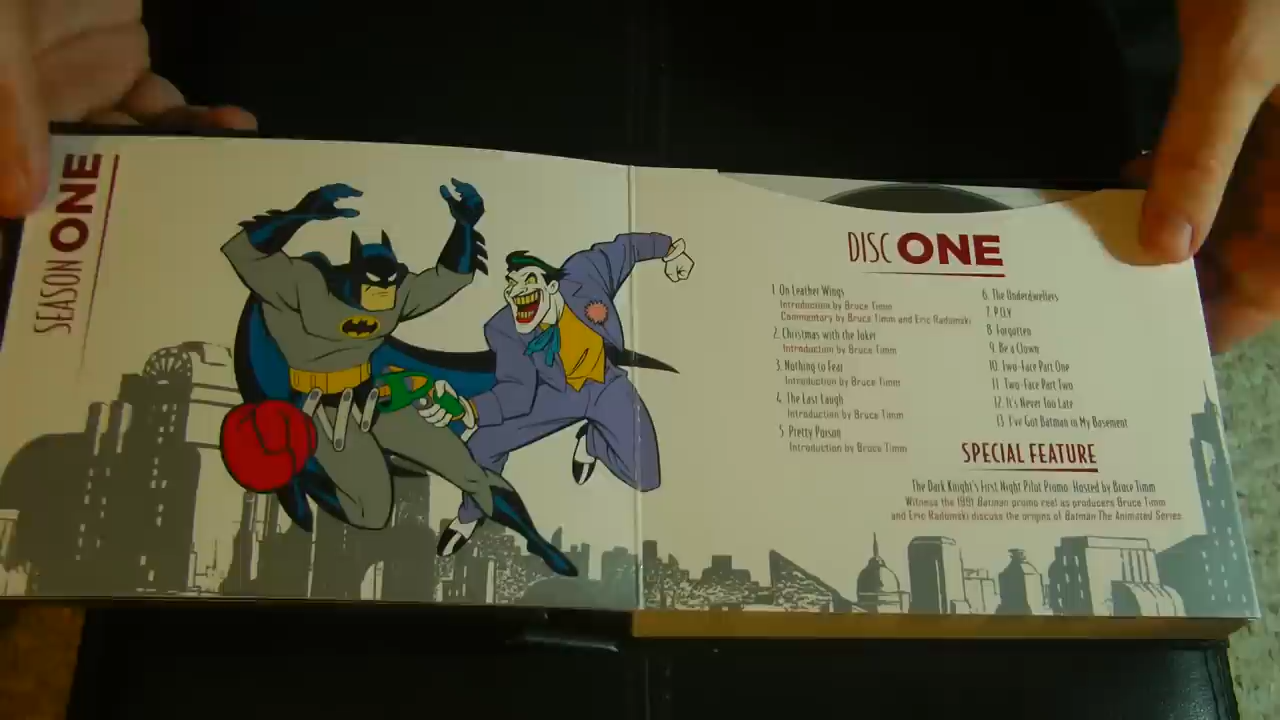 SEASON ONE
DISC ONE
1. On Leather Wings
Introduction by Bruce Timm
Commentary by Bruce Timm and Eric Radomski
2. Christmas with the Joker
Introduction by Bruce Timm
3. Nothing to Fear
Introduction by Bruce Timm
4. The Last Laugh
Introduction by Bruce Timm
5. Pretty Poison
Introduction by Bruce Timm
6. The Underdwellers
7. P.O.V
8. Forgotten
9. Be a Clown
10. Two-Face Part One
11. Two-Face Part Two
12. It's Never Too Late
13. I've Got Batman in My Basement
SPECIAL FEATURE
The Dark Knight's First Night Pilot Promo Hosted by Bruce Timm
Witness the 1991 Batman promo reel as producers Bruce Timm
and Eric Radomski discuss the origins of Batman The Animated Series